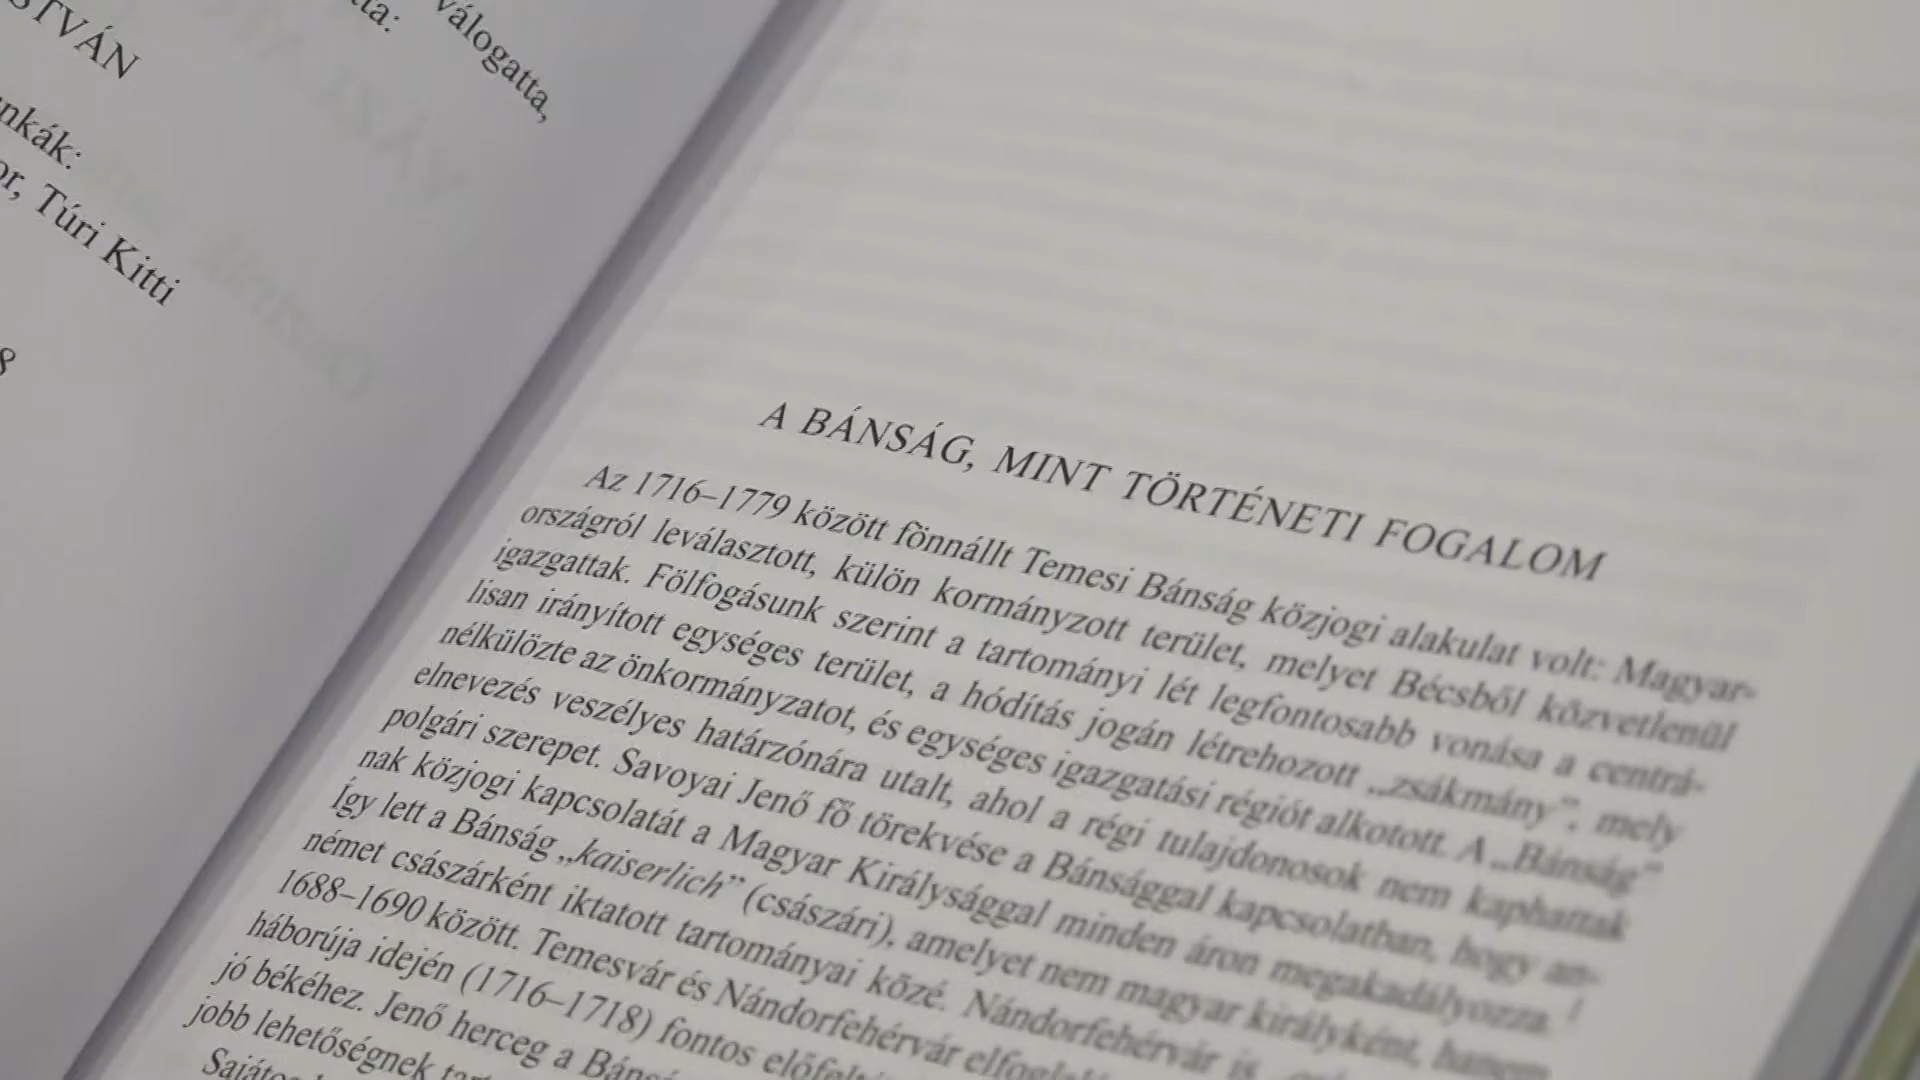 STVÁN
válogatta,
nkák:
or, Túri Kitti
8
A BÁNSÁG, MINT TÖRTÉNETI FOGALOM
Az 1716–1779 között fönnállt Temesi Bánság közjogi alakulat volt: Magyar-
országról leválasztott, külön kormányzott terület, melyet Bécsből közvetlenül
igazgattak. Fölfogásunk szerint a tartományi lét legfontosabb vonása a centrá-
lisan irányított egységes terület, a hódítás jogán létrehozott „zsákmány”, mely
nélkülözte az önkormányzatot, és egységes igazgatási régiót alkotott. A „Bánság”
elnevezés veszélyes határzónára utalt, ahol a régi tulajdonosok nem kaphattak
polgári szerepet. Savoyai Jenő fő törekvése a Bánsággal kapcsolatban, hogy an-
nak közjogi kapcsolatát a Magyar Királysággal minden áron megakadályozza.
Így lett a Bánság „kaiserlich” (császári), amelyet nem magyar királyként, hanem
német császárként iktatott tartományai közé. Nándorfehérvár is
1688–1690 között. Temesvár és Nándorfehérvár
háborúja idején (1716–1718) fontos
jó békéhez. Jenő herceg a
jobb lehetőségnek